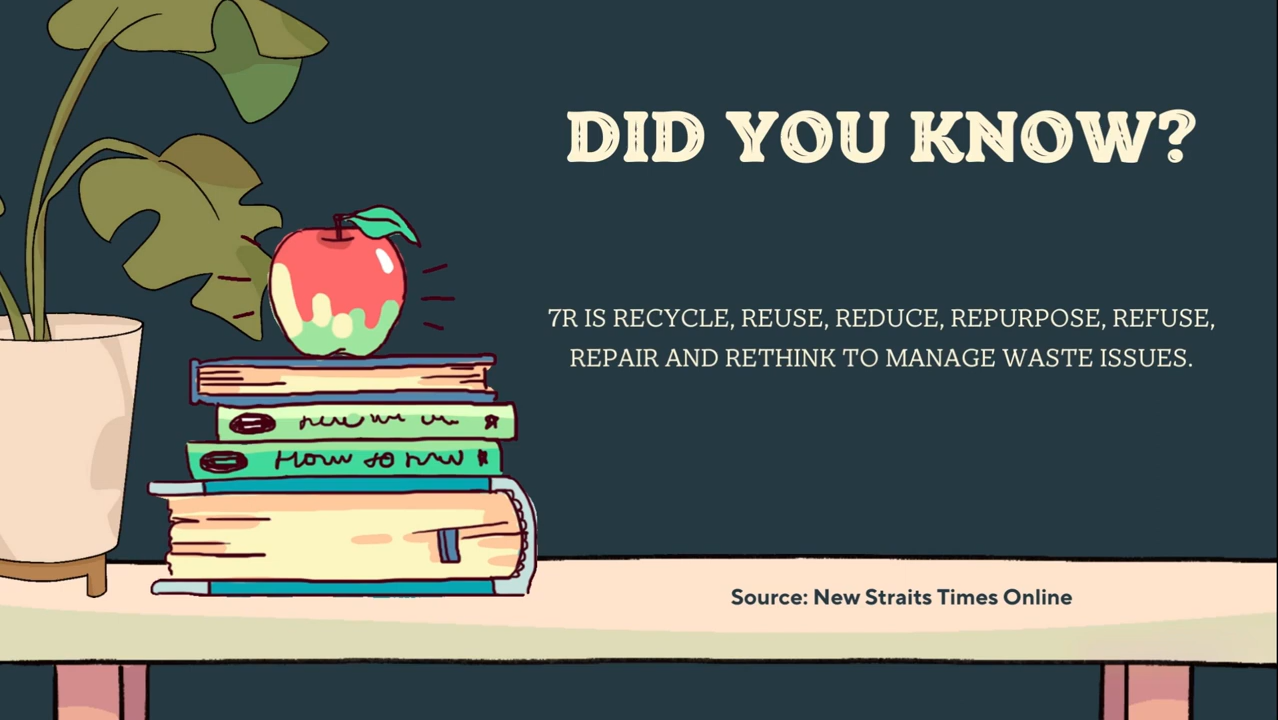 DID YOU KNOW?
7R IS RECYCLE, REUSE, REDUCE, REPURPOSE, REFUSE,
REPAIR AND RETHINK TO MANAGE WASTE ISSUES.
Source: New Straits Times Online